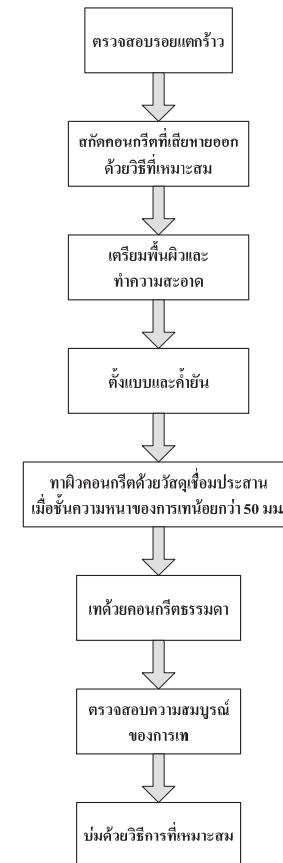 ตรวจสอบรอยแตกร้าว
สกัดคอนกรีตที่เสียหายออก
ด้วยวิธีที่เหมาะสม
เตรียมพื้นผิวและ
ทำความสะอาด
ตั้งแบบและค้ำยัน
ทาผิวคอนกรีตด้วยวัสดุเชื่อมประสาน
เมื่อชั้นความหนาของการเทน้อยกว่า 50 มม.
เทด้วยคอนกรีตธรรมดา
ตรวจสอบความสมบูรณ์
ของการเท
บ่มด้วยวิธีการที่เหมาะสม